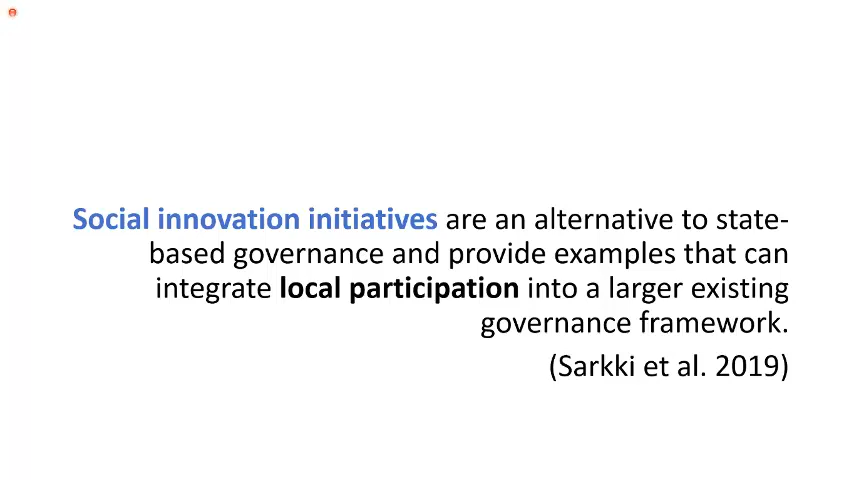 Social innovation initiatives are an alternative to state-
based governance and provide examples that can
integrate local participation into a larger existing
governance framework.
(Sarkki et al. 2019)